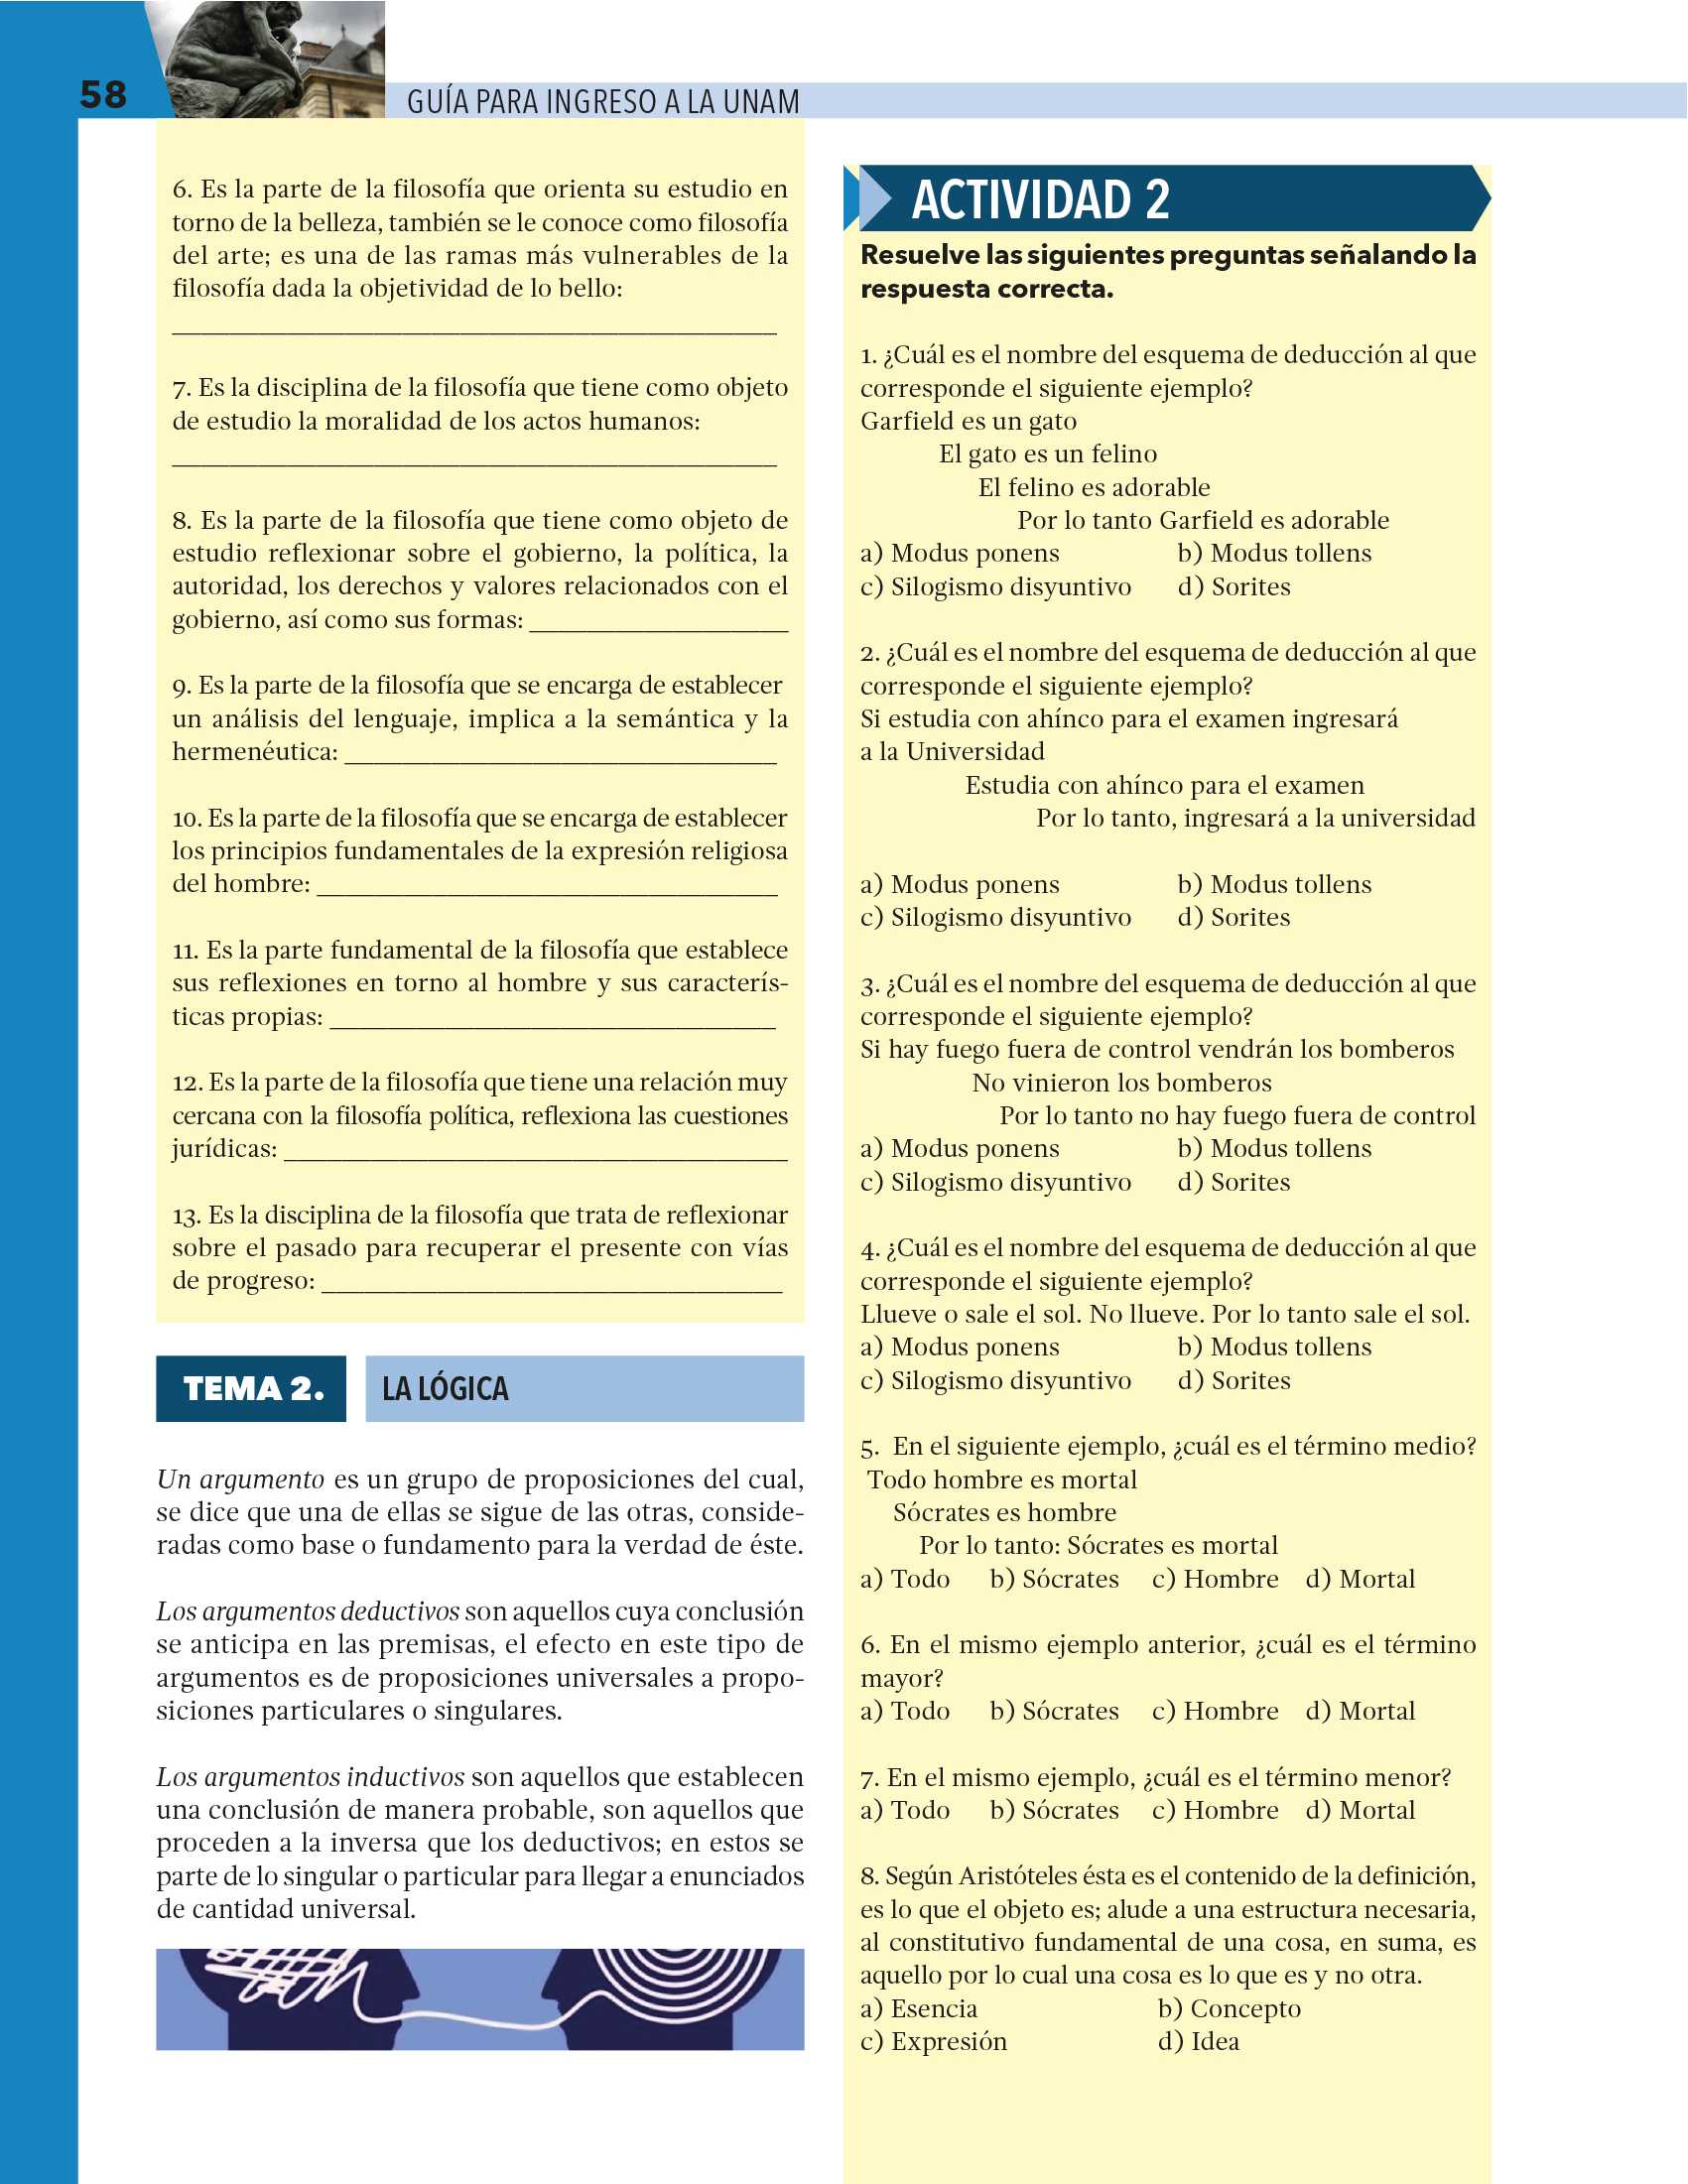 58
GUÍA PARA INGRESO A LA UNAM
6. Es la parte de la filosofía que orienta su estudio en
torno de la belleza, también se le conoce como filosofía
del arte; es una de las ramas más vulnerables de la
filosofía dada la objetividad de lo bello:
7. Es la disciplina de la filosofía que tiene como objeto
de estudio la moralidad de los actos humanos:
8. Es la parte de la filosofía que tiene como objeto de
estudio reflexionar sobre el gobierno, la política, la
autoridad, los derechos y valores relacionados con el
gobierno, así como sus formas:
9. Es la parte de la filosofía que se encarga de establecer
un análisis del lenguaje, implica a la semántica y la
hermenéutica:
10. Es la parte de la filosofía que se encarga de establecer
los principios fundamentales de la expresión religiosa
del hombre:
11. Es la parte fundamental de la filosofía que establece
sus reflexiones en torno al hombre y sus caracterís-
ticas propias:
12. Es la parte de la filosofía que tiene una relación muy
cercana con la filosofía política, reflexiona las cuestiones
jurídicas:
13. Es la disciplina de la filosofía que trata de reflexionar
sobre el pasado para recuperar el presente con vías
de progreso:
TEMA 2. LA LÓGICA
Un argumento es un grupo de proposiciones del cual,
se dice que una de ellas se sigue de las otras, conside-
radas como base o fundamento para la verdad de éste.
Los argumentos deductivos son aquellos cuya conclusión
se anticipa en las premisas, el efecto en este tipo de
argumentos es de proposiciones universales a propo-
siciones particulares o singulares.
Los argumentos inductivos son aquellos que establecen
una conclusión de manera probable, son aquellos que
proceden a la inversa que los deductivos; en estos se
parte de lo singular o particular para llegar a enunciados
de cantidad universal.
ACTIVIDAD 2
Resuelve las siguientes preguntas señalando la
respuesta correcta.
1. ¿Cuál es el nombre del esquema de deducción al que
corresponde el siguiente ejemplo?
Garfield es un gato
El gato es un felino
El felino es adorable
Por lo tanto Garfield es adorable
a) Modus ponens b) Modus tollens
c) Silogismo disyuntivo d) Sorites
2. ¿Cuál es el nombre del esquema de deducción al que
corresponde el siguiente ejemplo?
Si estudia con ahínco para el examen ingresará
a la Universidad
Estudia con ahínco para el examen
Por lo tanto, ingresará a la universidad
a) Modus ponens b) Modus tollens
c) Silogismo disyuntivo d) Sorites
3. ¿Cuál es el nombre del esquema de deducción al que
corresponde el siguiente ejemplo?
Si hay fuego fuera de control vendrán los bomberos
No vinieron los bomberos
Por lo tanto no hay fuego fuera de control
a) Modus ponens b) Modus tollens
c) Silogismo disyuntivo d) Sorites
4. ¿Cuál es el nombre del esquema de deducción al que
corresponde el siguiente ejemplo?
Llueve o sale el sol. No llueve. Por lo tanto sale el sol.
a) Modus ponens b) Modus tollens
c) Silogismo disyuntivo d) Sorites
5. En el siguiente ejemplo, ¿cuál es el término medio?
Todo hombre es mortal
Sócrates es hombre
Por lo tanto: Sócrates es mortal
a) Todo b) Sócrates c) Hombre d) Mortal
6. En el mismo ejemplo anterior, ¿cuál es el término
mayor?
a) Todo b) Sócrates c) Hombre d) Mortal
7. En el mismo ejemplo, ¿cuál es el término menor?
a) Todo b) Sócrates c) Hombre d) Mortal
8. Según Aristóteles ésta es el contenido de la definición,
es lo que el objeto es; alude a una estructura necesaria,
al constitutivo fundamental de una cosa, en suma, es
aquello por lo cual una cosa es lo que es y no otra.
a) Esencia b) Concepto
c) Expresión d) Idea